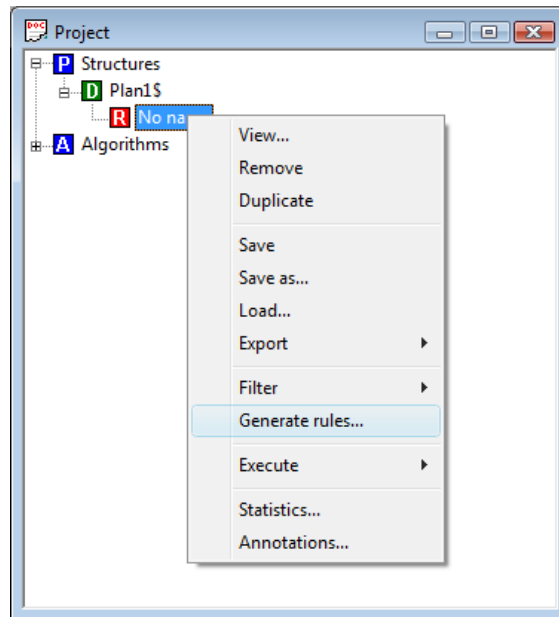 DOC
Project
P Structures
D Plan1$
R No na
A Algorithms
View...
Remove
Duplicate
Save
Save as...
Load...
Export
Filter
Generate rules...
Execute
Statistics...
Annotations...